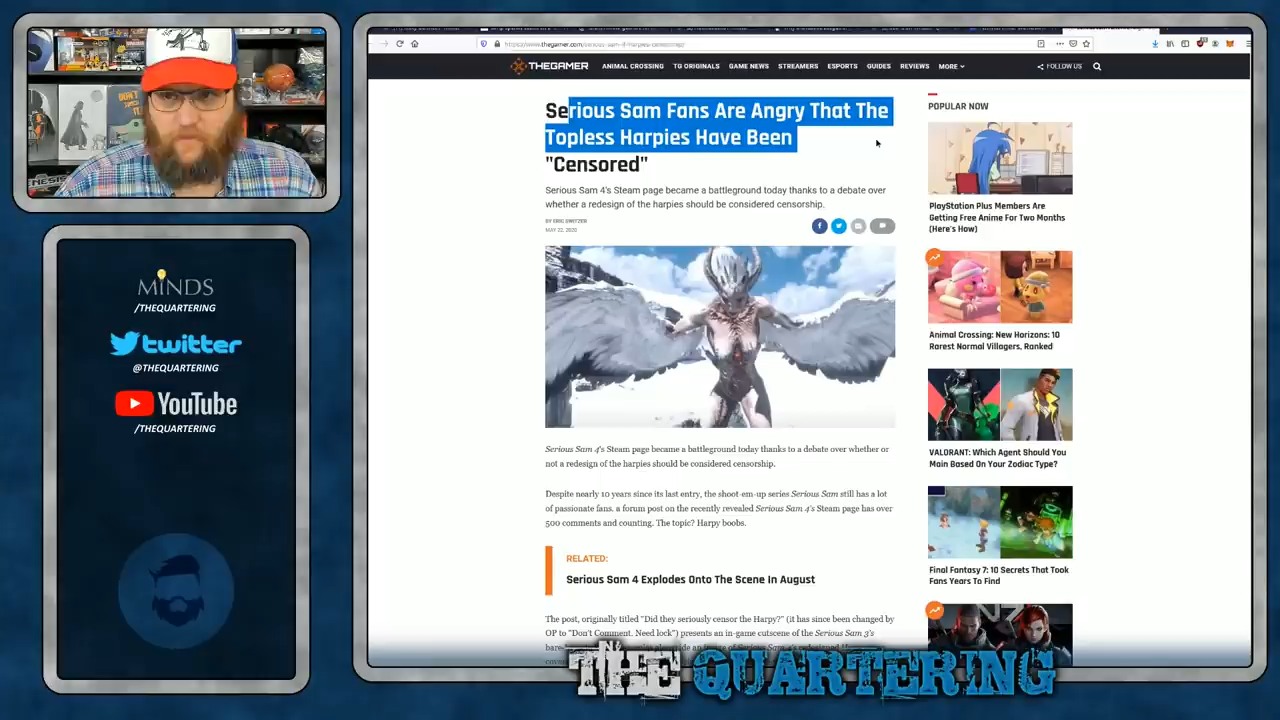 MINDS
/THEQUARTERING
twitter
@THEQUARTERING
YouTube
/THEQUARTERING
THEGAMER
ANIMAL CROSSING
TG ORIGINALS
GAME NEWS
STREAMERS
ESPORTS
GUIDES
REVIEWS
MORE
FOLLOW US
Serious Sam Fans Are Angry That The
Topless Harpies Have Been
"Censored"
Serious Sam 4's Steam page became a battleground today thanks to a debate over
whether a redesign of the harpies should be considered censorship.
BY ERIC SWITZER
MAY 22, 2020
Serious Sam 4's Steam page became a battleground today thanks to a debate over whether or
not a redesign of the harpies should be considered censorship.
Despite nearly 10 years since its last entry, the shoot-em-up series Serious Sam still has a lot
of passionate fans. a forum post on the recently revealed Serious Sam 4's Steam page has over
500 comments and counting. The topic? Harpy boobs.
RELATED:
Serious Sam 4 Explodes Onto The Scene In August
The post, originally titled "Did they seriously censor the Harpy?" (it has since been changed by
OP to "Don't Comment. Need lock") presents an in-game cutscene of the Serious Sam 3's
POPULAR NOW
PlayStation Plus Members Are
Getting Free Anime For Two Months
(Here's How)
Animal Crossing: New Horizons: 10
Rarest Normal Villagers, Ranked
VALORANT: Which Agent Should You
Main Based On Your Zodiac Type?
Final Fantasy 7: 10 Secrets That Took
Fans Years To Find
THE QUARTERING